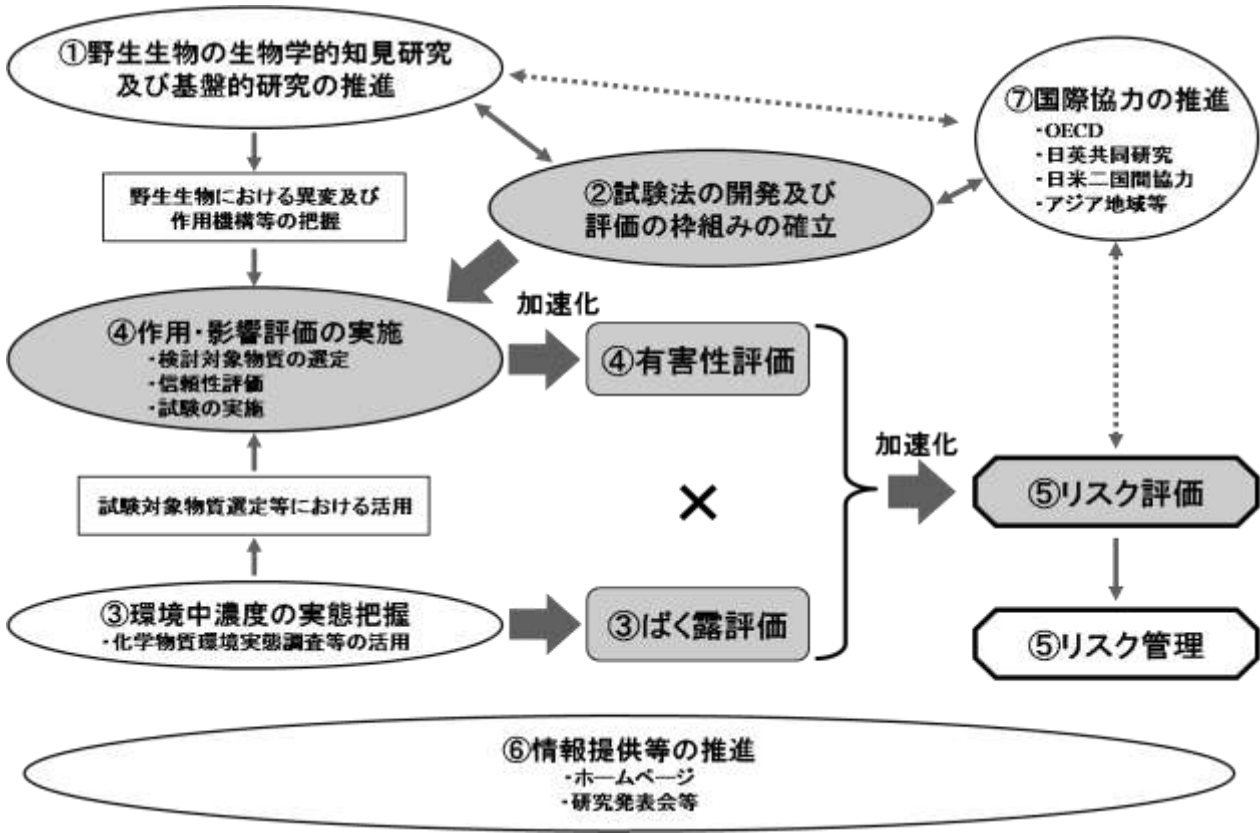 ①野生生物の生物学的知見研究
及び基盤的研究の推進
⑦国際協力の推進
・OECD
・日英共同研究
・日米二国間協力
・アジア地域等
野生生物における異変及び
作用機構等の把握
②試験法の開発及び
評価の枠組みの確立
加速化
④作用・影響評価の実施
・検討対象物質の選定
・信頼性評価
・試験の実施
④有害性評価
加速化
試験対象物質選定等における活用
×
⑤リスク評価
③環境中濃度の実態把握
・化学物質環境実態調査等の活用
③ばく露評価
⑤リスク管理
⑥情報提供等の推進
・ホームページ
・研究発表会等